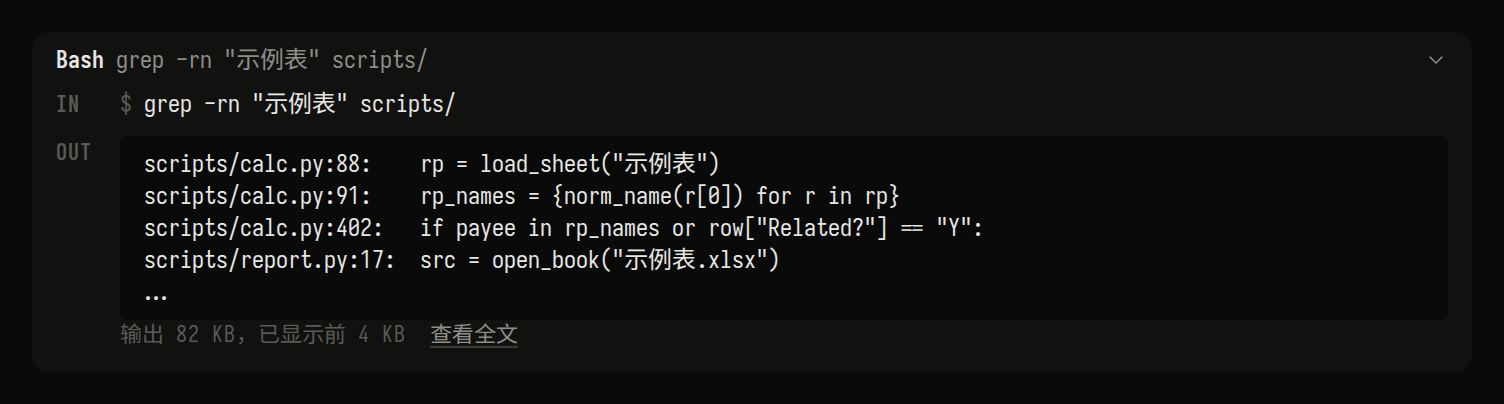 Bash grep -rn "示例表" scripts/
IN $ grep -rn "示例表" scripts/
OUT
scripts/calc.py:88:    rp = load_sheet("示例表")
scripts/calc.py:91:    rp_names = {norm_name(r[0]) for r in rp}
scripts/calc.py:402:   if payee in rp_names or row["Related?"] == "Y":
scripts/report.py:17:  src = open_book("示例表.xlsx")
...
输出 82 KB，已显示前 4 KB 查看全文